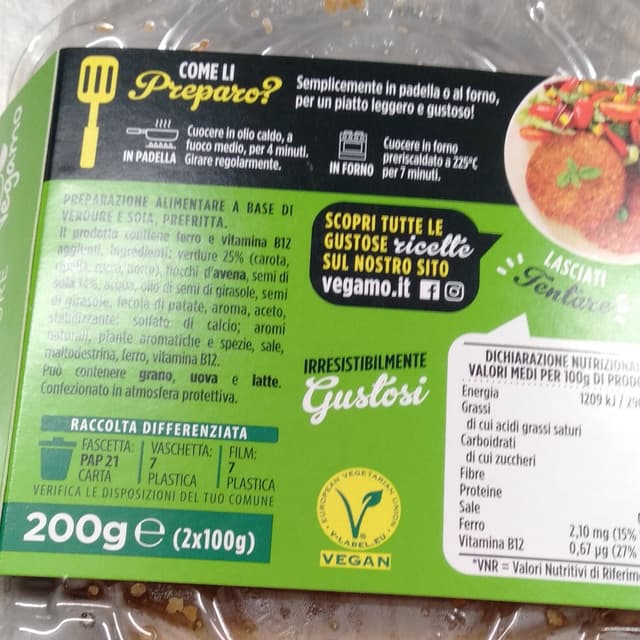 COME LI
Preparo?
Semplicemente in padella o al forno,
per un piatto leggero e gustoso!
IN PADELLA
Cuocere in olio caldo, a
fuoco medio, per 4 minuti.
Girare regolarmente.
IN FORNO
Cuocere in forno
preriscaldato a 225°C
per 7 minuti.
PREPARAZIONE ALIMENTARE A BASE DI
VERDURE E SOIA, PREFRITTA.
Il prodotto contiene ferro e vitamina B12
aggiunti. Ingredienti: verdure 25% (carota,
cipolla, mais, porro), fiocchi d'avena, semi di
soia 14%, acqua, olio di semi di girasole, semi
di girasole, fecola di patate, aroma, aceto,
stabilizzante: solfato di calcio; aromi
naturali, piante aromatiche e spezie, sale,
maltodestrina, ferro, vitamina B12.
Può contenere grano, uova e latte.
Confezionato in atmosfera protettiva.
SCOPRI TUTTE LE
GUSTOSE ricette
SUL NOSTRO SITO
vegamo.it
LASCIATI
Tentare!
IRRESISTIBILMENTE
Gustosi
RACCOLTA DIFFERENZIATA
FASCETTA:
PAP 21
CARTA
VASCHETTA:
7
PLASTICA
FILM:
7
PLASTICA
VERIFICA LE DISPOSIZIONI DEL TUO COMUNE
200g e (2x100g)
EUROPEAN VEGETARIAN UNION
V-LABEL.EU
VEGAN
DICHIARAZIONE NUTRIZIONA
VALORI MEDI PER 100g DI PROD
Energia 1209 kJ / 290
Grassi
di cui acidi grassi saturi
Carboidrati
di cui zuccheri
Fibre
Proteine
Sale
Ferro 2,10 mg (15%
Vitamina B12 0,67 µg (27%
*VNR = Valori Nutritivi di Riferim